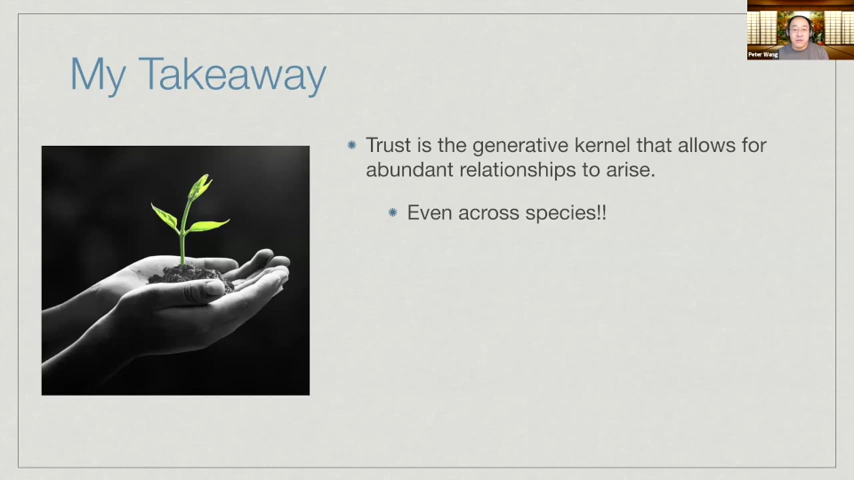 Peter Wang
My Takeaway
Trust is the generative kernel that allows for
abundant relationships to arise.
Even across species!!